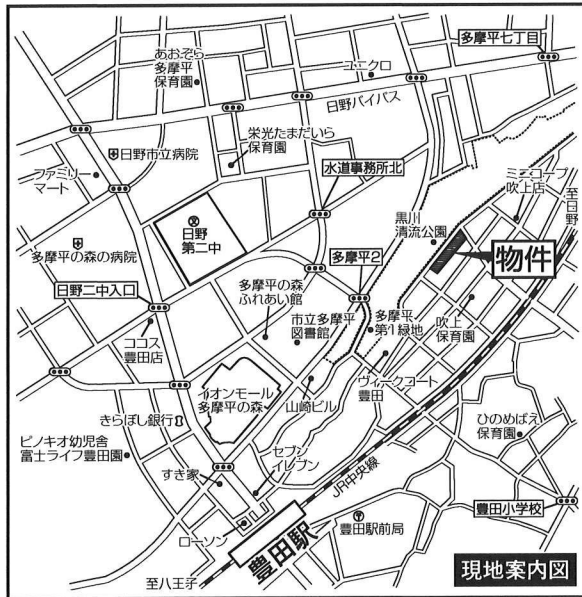 多摩平七丁目
あおぞら
多摩平
保育園
ユニクロ
日野バイパス
栄光たまだいら
保育園
日野市立病院
ファミリー
マート
水道事務所北
ミニコープ
吹上店
至日野
黒川
清流公園
日野
第二中
多摩平の森の病院
物件
多摩平2
日野二中入口
多摩平の森
ふれあい館
市立多摩平
図書館
多摩平
第1緑地
吹上
保育園
ココス
豊田店
ヴィークコート
豊田
イオンモール
多摩平の森
山崎ビル
きらぼし銀行
ひのめばえ
保育園
ピノキオ幼児舎
富士ライフ豊田園
セブン
イレブン
すき家
JR中央線
豊田小学校
ローソン
豊田駅
豊田駅前局
至八王子
現地案内図